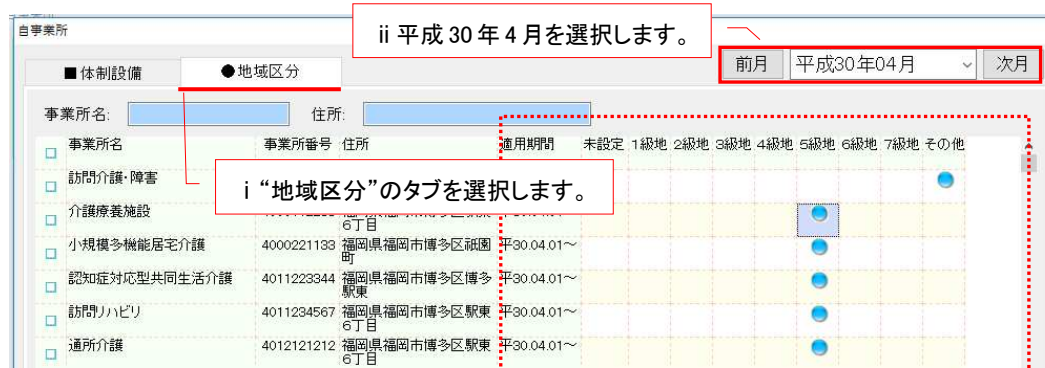 自事業所
ⅱ 平成 30 年 4 月を選択します。
前月 平成30年04月 次月
■体制設備 ●地域区分
事業所名: 住所:
事業所名 事業所番号 住所 適用期間 未設定 1級地 2級地 3級地 4級地 5級地 6級地 7級地 その他
訪問介護・障害
ⅰ “地域区分”のタブを選択します。
介護療養施設
6丁目
小規模多機能居宅介護 4000221133 福岡県福岡市博多区祇園 平30.04.01～
町
認知症対応型共同生活介護 4011223344 福岡県福岡市博多区博多 平30.04.01～
駅東
訪問リハビリ 4011234567 福岡県福岡市博多区駅東 平30.04.01～
6丁目
通所介護 4012121212 福岡県福岡市博多区駅東 平30.04.01～
6丁目